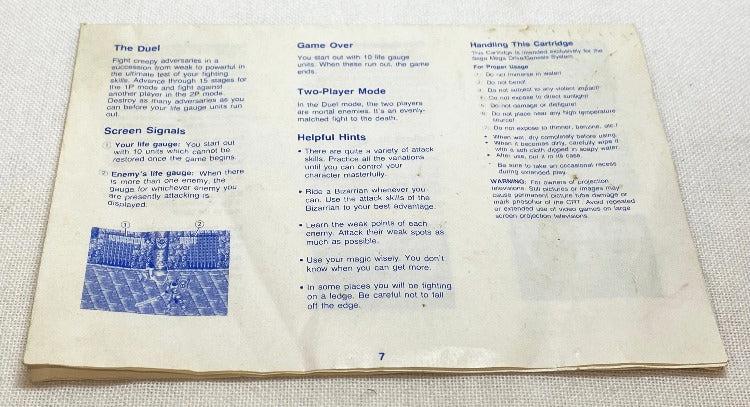 The Duel
Fight creepy adversaries in a
succession from weak to powerful in
the ultimate test of your fighting
skills. Advance through 15 stages for
the 1P mode and fight against
another player in the 2P mode.
Destroy as many adversaries as you
can before your life gauge units run
out.
Screen Signals
① Your life gauge: You start out
with 10 units which cannot be
restored once the game begins.
② Enemy's life gauge: When there
is more than one enemy, the
gauge for whichever enemy you
are presently attacking is
displayed.
① ②
Game Over
You start out with 10 life gauge
units. When these run out, the game
ends.
Two-Player Mode
In the Duel mode, the two players
are mortal enemies. It's an evenly-
matched fight to the death.
Helpful Hints
• There are quite a variety of attack
skills. Practice all the variations
until you can control your
character masterfully.
• Ride a Bizarrian whenever you
can. Use the attack skills of the
Bizarrian to your best advantage.
• Learn the weak points of each
enemy. Attack their weak spots as
much as possible.
• Use your magic wisely. You don't
know when you can get more.
• In some places you will be fighting
on a ledge. Be careful not to fall
off the edge.
Handling This Cartridge
This Cartridge is intended exclusively for the
Sega Mega Drive/Genesis System.
For Proper Usage
Do not immerse in water!
Do not bend!
Do not subject to any violent impact!
Do not expose to direct sunlight!
Do not damage or disfigure!
Do not place near any high temperature
source!
Do not expose to thinner, benzine, etc.!
• When wet, dry completely before using.
• When it becomes dirty, carefully wipe it
with a soft cloth dipped in soapy water.
• After use, put it in its case.
• Be sure to take an occasional recess
during extended play.
WARNING: For owners of projection
televisions. Still pictures or images may
cause permanent picture tube damage or
mark phosphor of the CRT. Avoid repeated
or extended use of video games on large
screen projection televisions.
7